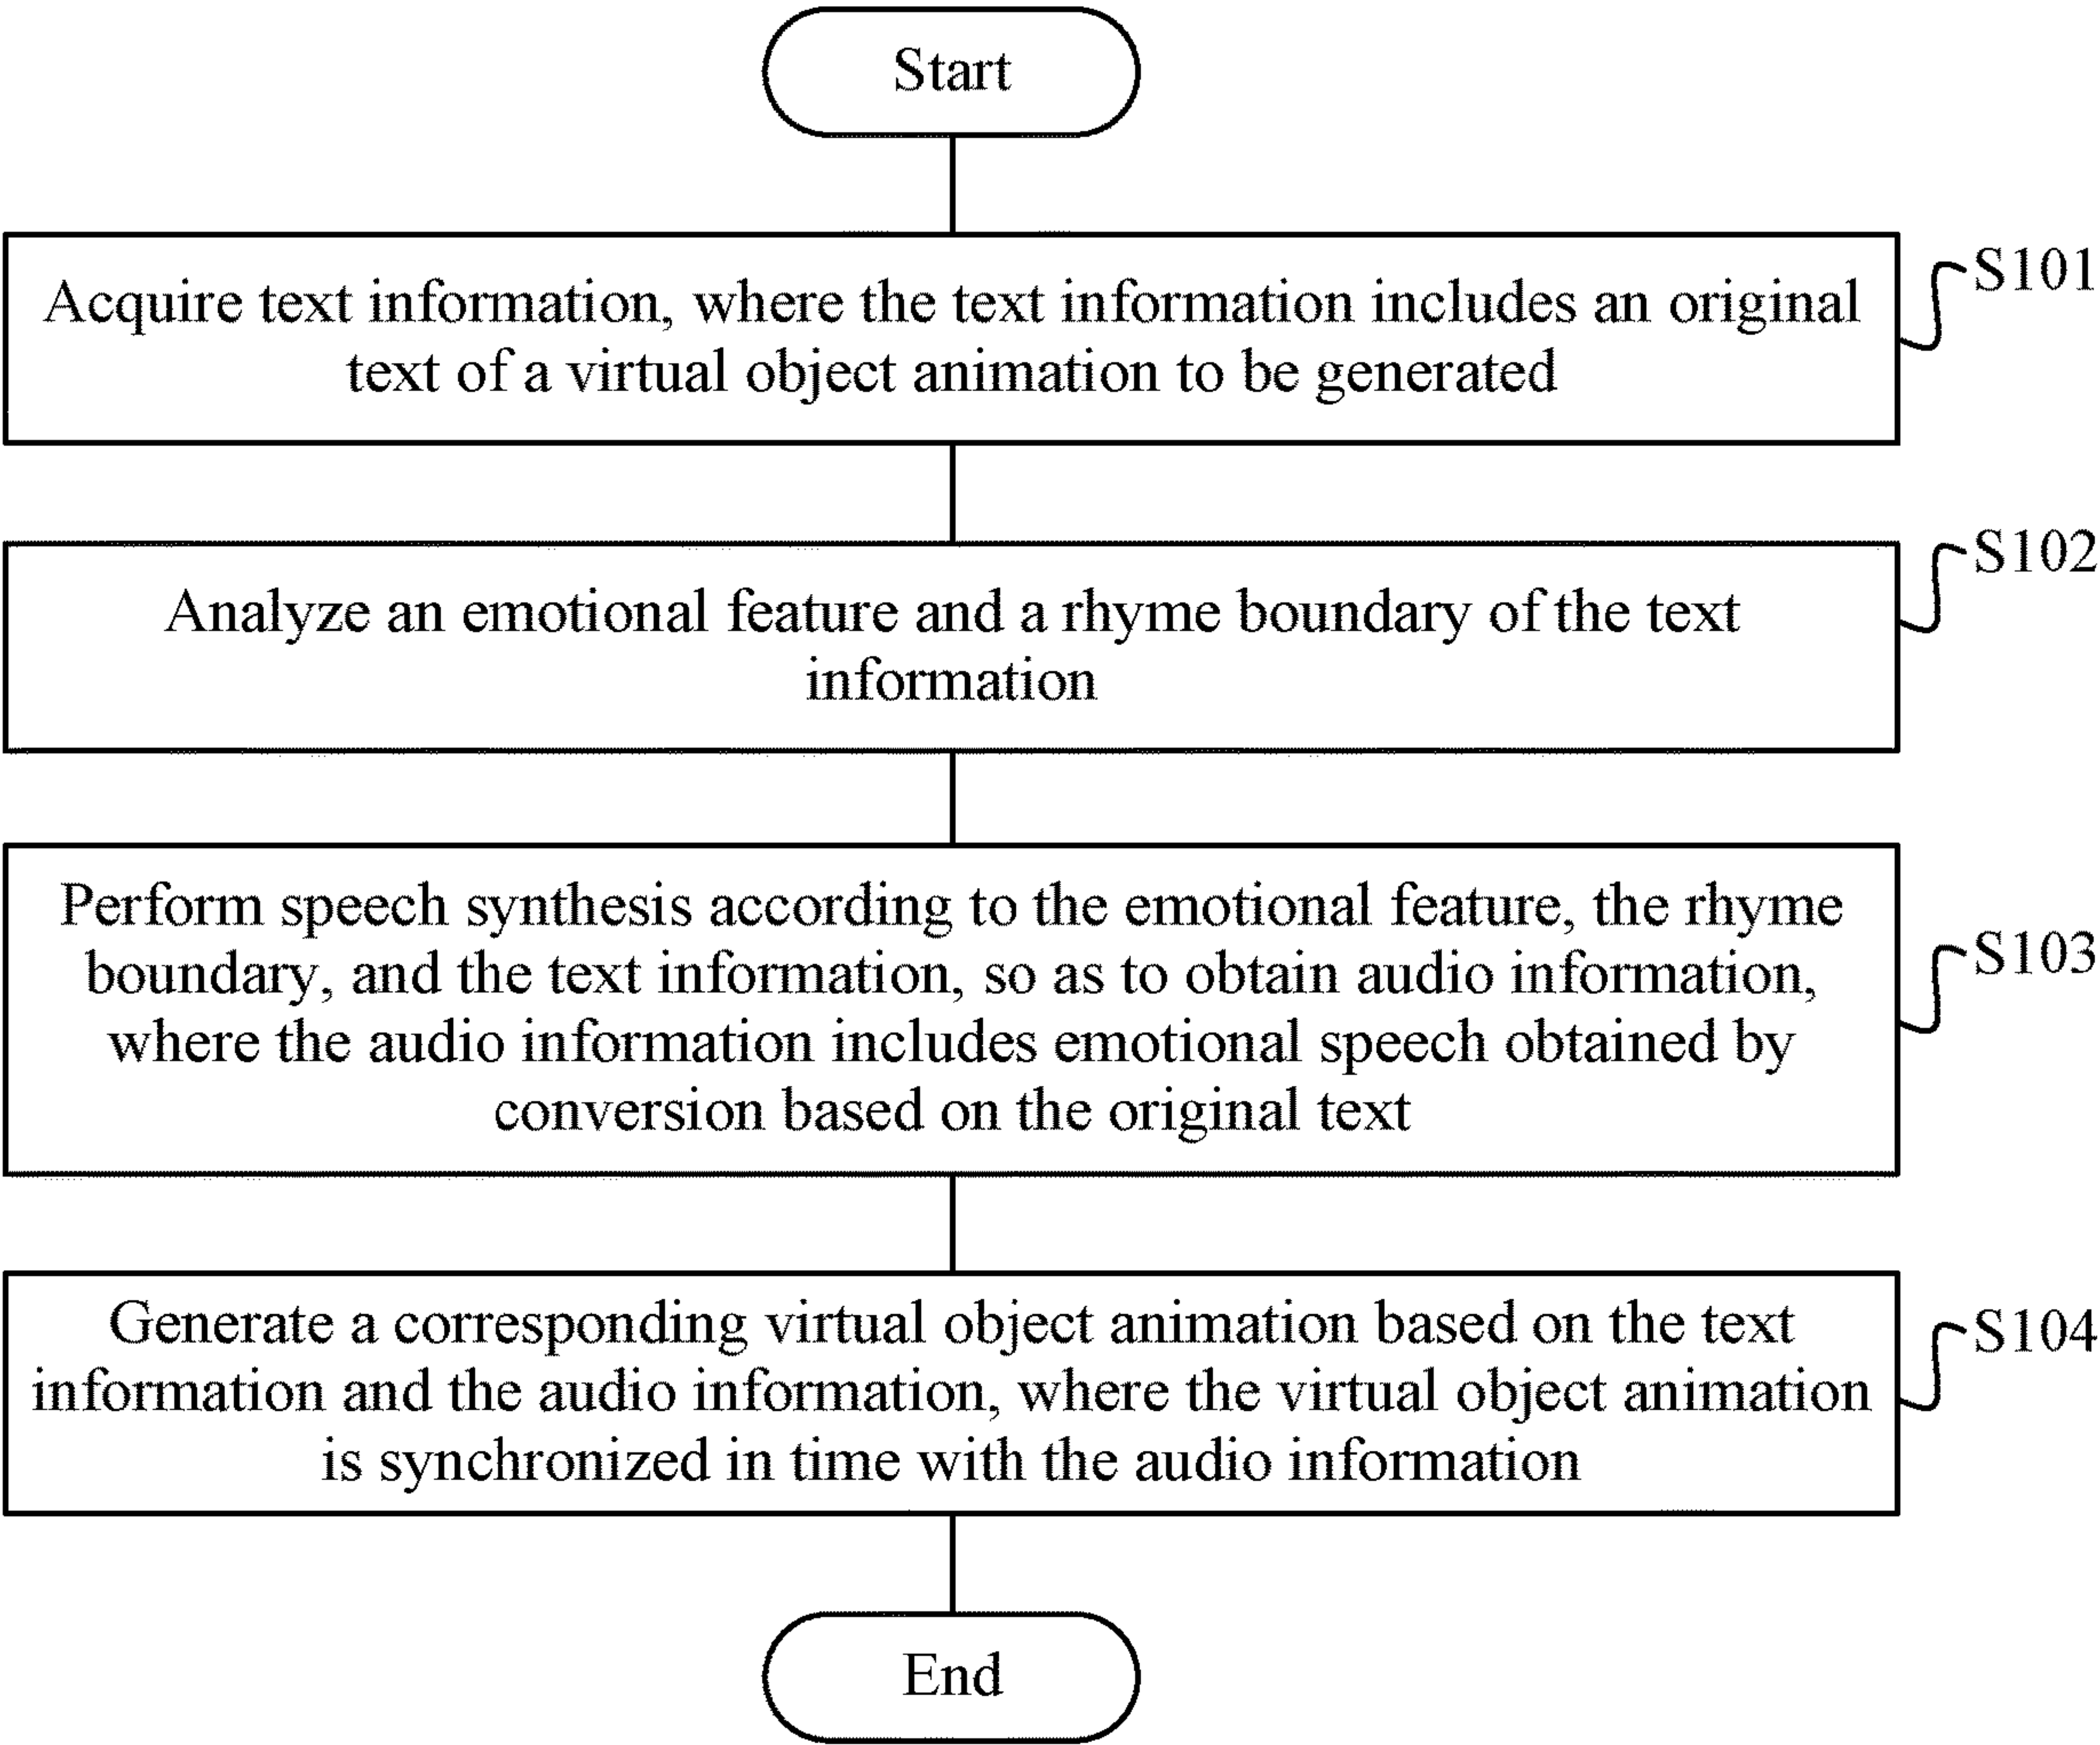 Start
Acquire text information, where the text information includes an original
text of a virtual object animation to be generated
S101
Analyze an emotional feature and a rhyme boundary of the text
information
S102
Perform speech synthesis according to the emotional feature, the rhyme
boundary, and the text information, so as to obtain audio information,
where the audio information includes emotional speech obtained by
conversion based on the original text
S103
Generate a corresponding virtual object animation based on the text
information and the audio information, where the virtual object animation
is synchronized in time with the audio information
S104
End